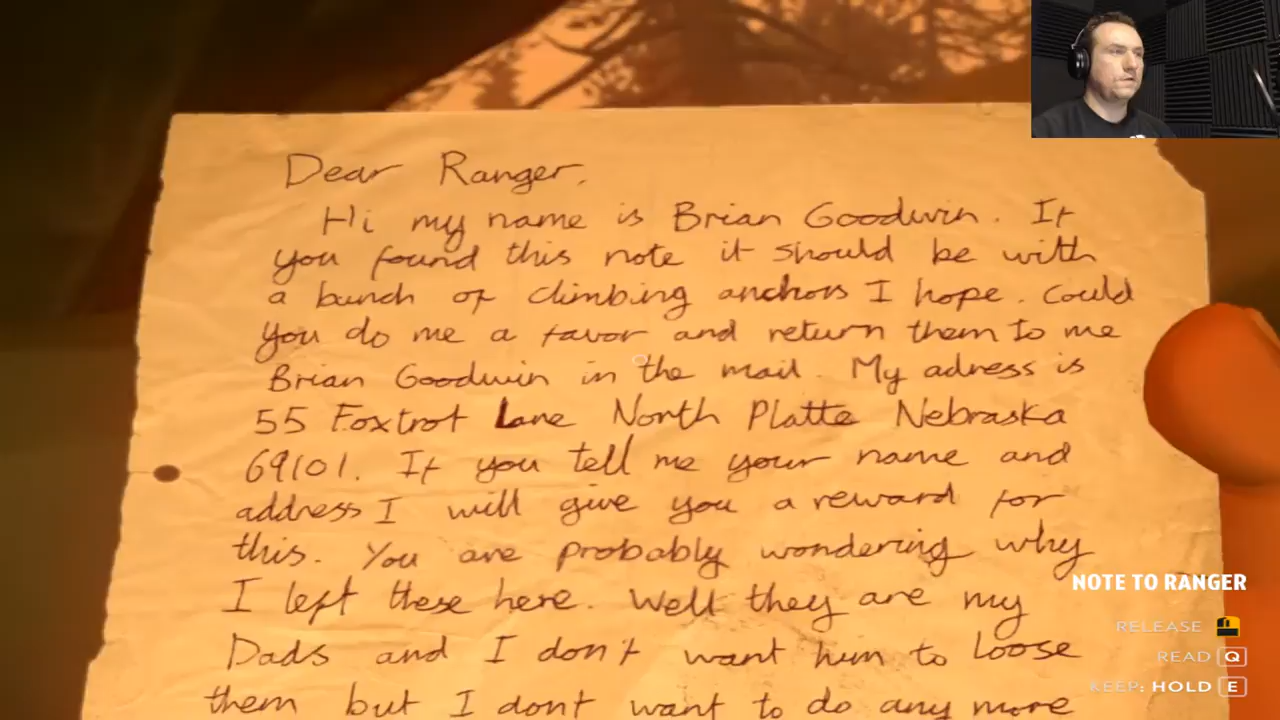 Dear Ranger,
Hi my name is Brian Goodwin. If
you found this note it should be with
a bunch of climbing anchors I hope. Could
you do me a favor and return them to me
Brian Goodwin in the mail. My adress is
55 Foxtrot Lane North Platte Nebraska
69101. If you tell me your name and
address I will give you a reward for
this. You are probably wondering why
I left these here. Well they are my
Dads and I don't want him to loose
them but I dont want to do any more
NOTE TO RANGER
RELEASE
READ Q
KEEP: HOLD E